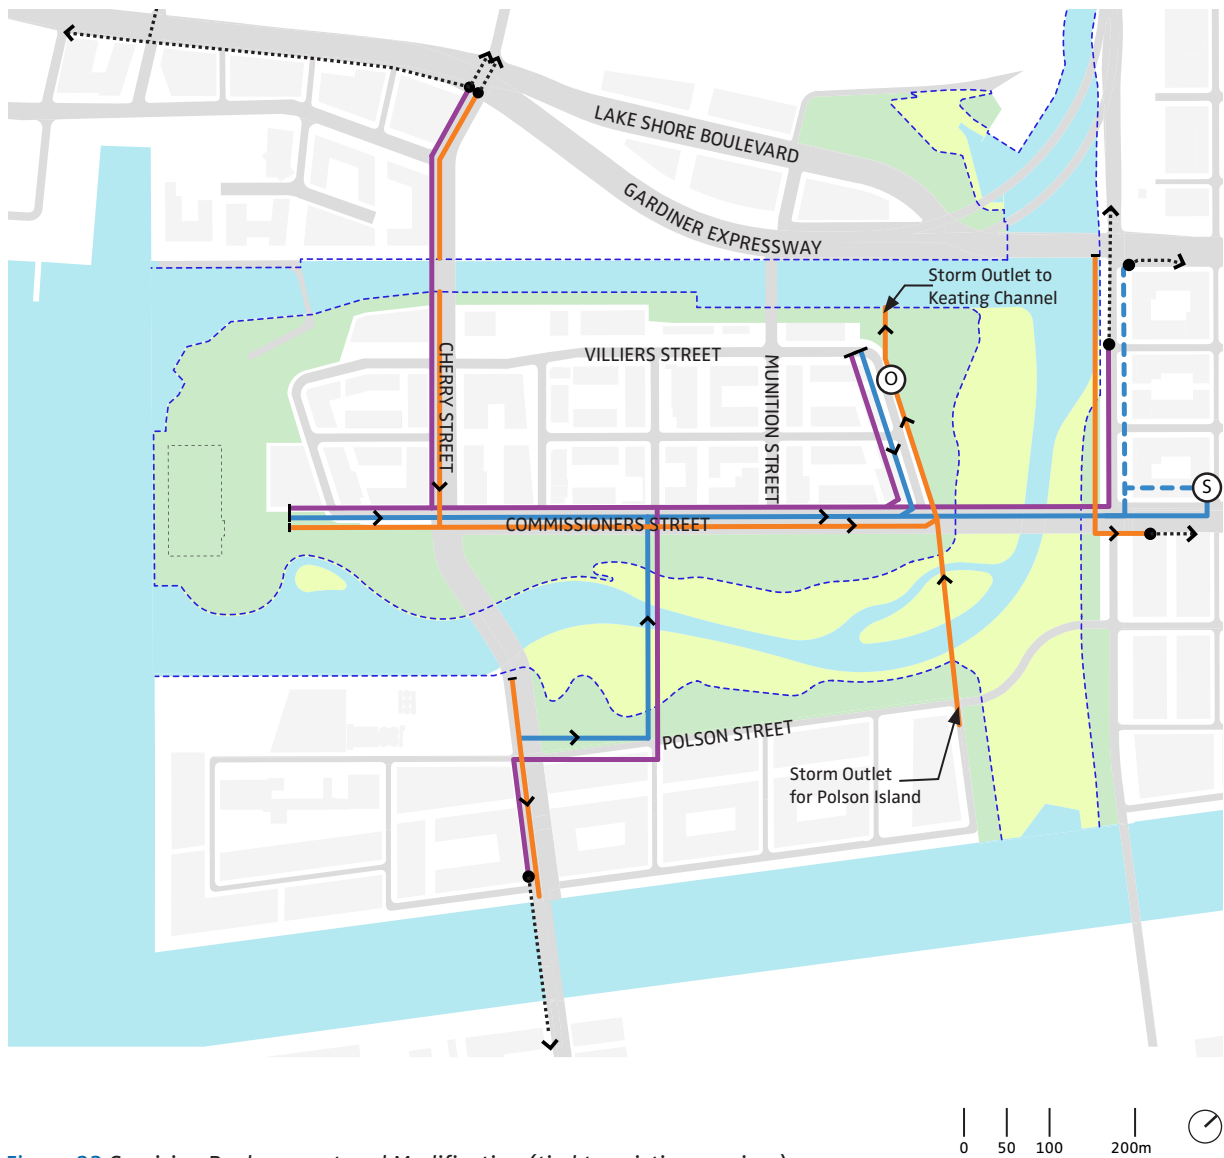 LAKE SHORE BOULEVARD
GARDINER EXPRESSWAY
Storm Outlet to
Keating Channel
VILLIERS STREET
CHERRY STREET
MUNITION STREET
O
S
COMMISSIONERS STREET
POLSON STREET
Storm Outlet
for Polson Island
0 50 100 200m